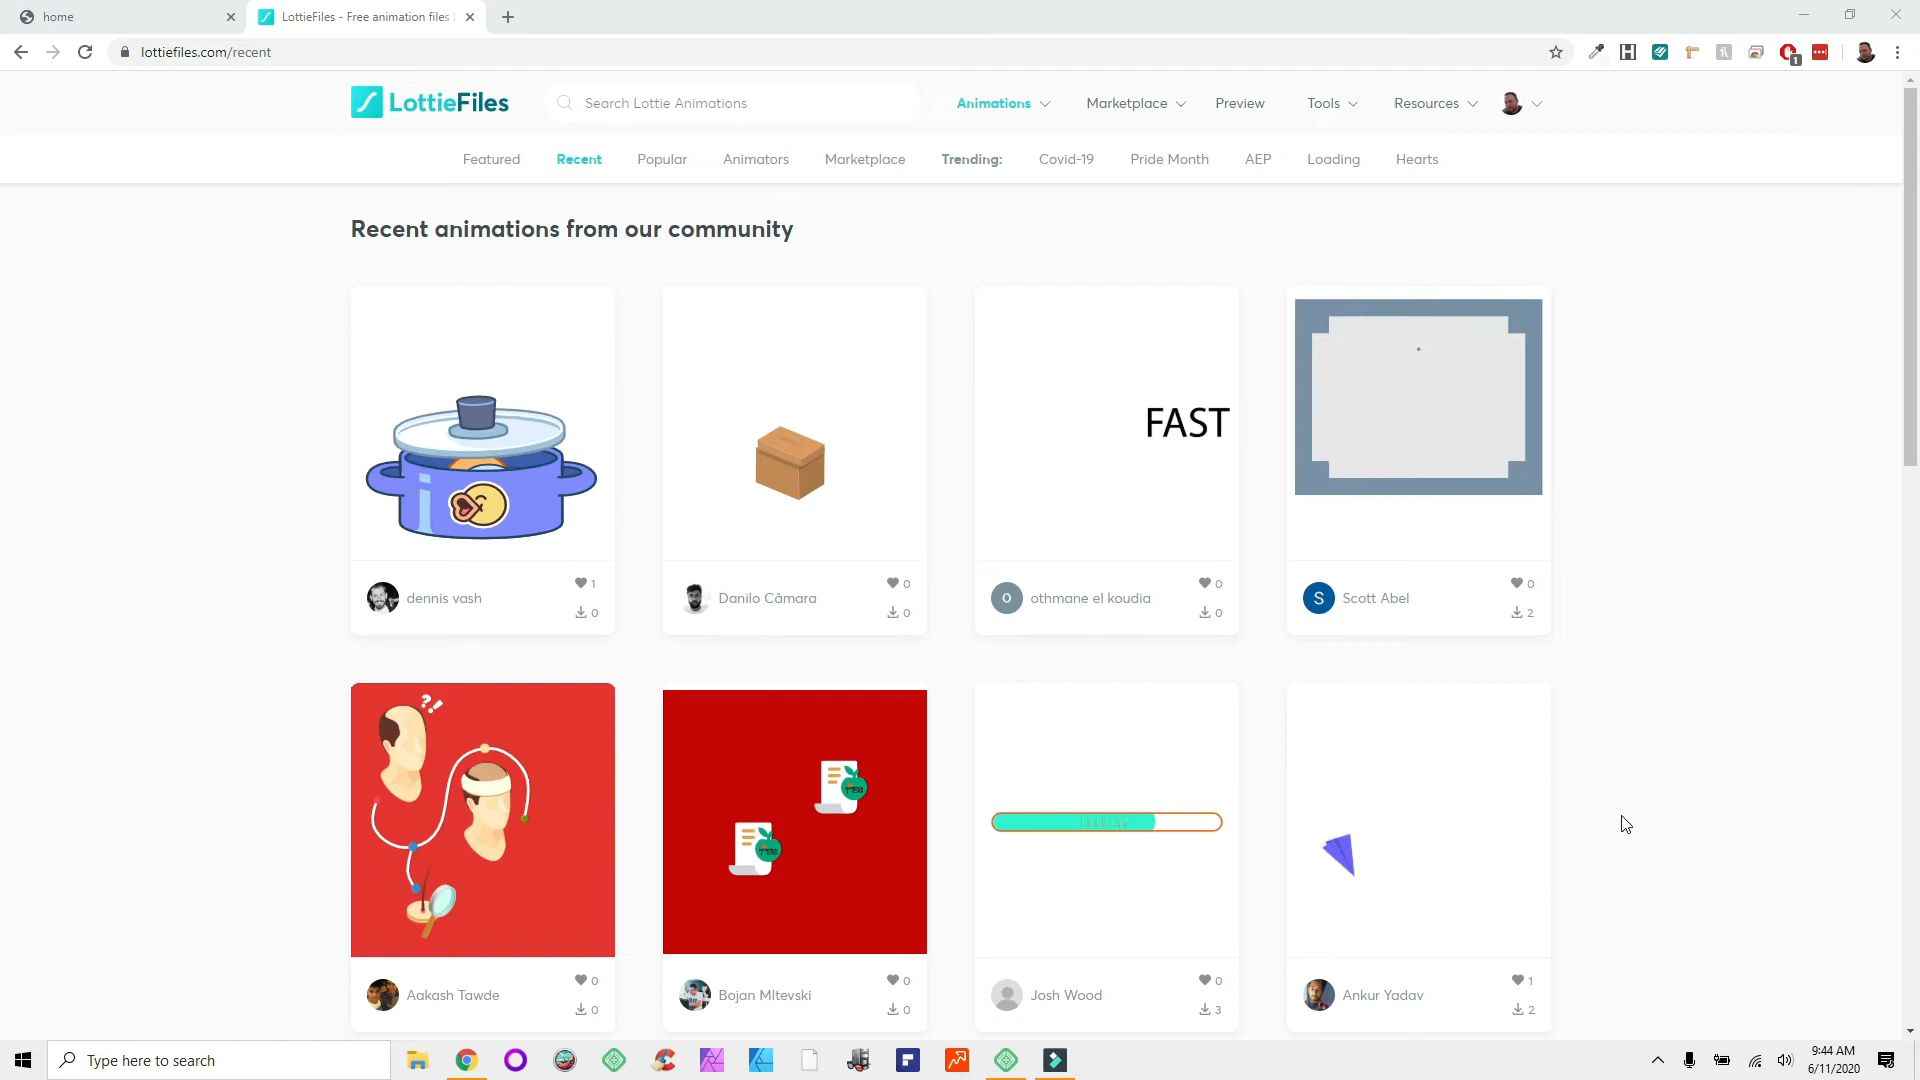 home
LottieFiles - Free animation files
lottiefiles.com/recent
1
LottieFiles
Search Lottie Animations
Animations
Marketplace
Preview
Tools
Resources
Featured
Recent
Popular
Animators
Marketplace
Trending:
Covid-19
Pride Month
AEP
Loading
Hearts
Recent animations from our community
FAST
dennis vash
1
0
Danilo Câmara
0
0
O
othmane el koudia
0
0
S
Scott Abel
0
2
?!
LOADING
Aakash Tawde
0
0
Bojan MItevski
0
0
Josh Wood
0
3
Ankur Yadav
1
2
Type here to search
9:44 AM
6/11/2020